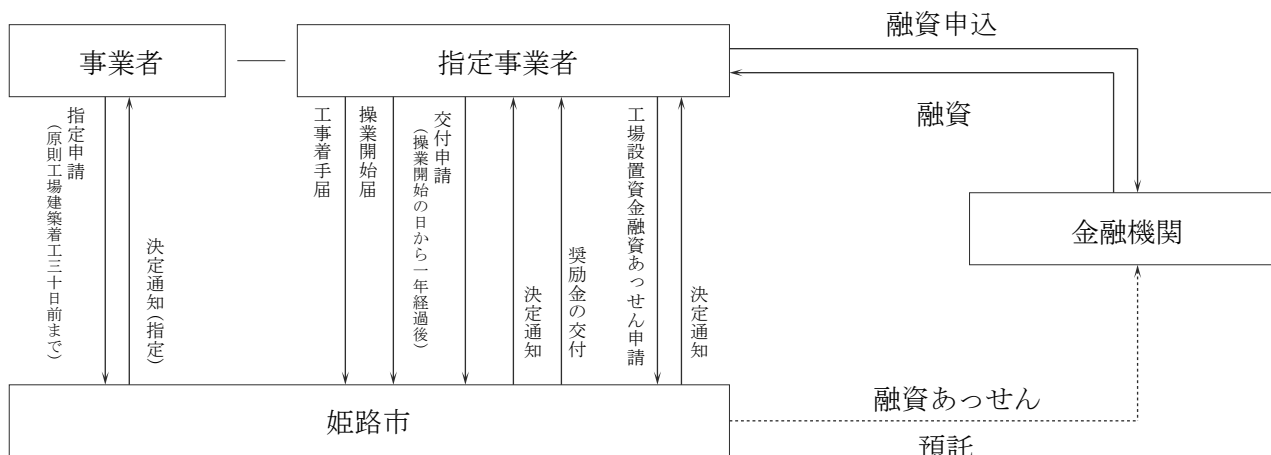 事業者
指定事業者
融資申込
融資
指定申請
(原則工場建築着工三十日前まで)
決定通知(指定)
工事着手届
操業開始届
交付申請
(操業開始の日から一年経過後)
決定通知
奨励金の交付
工場設置資金融資あっせん申請
決定通知
金融機関
姫路市
融資あっせん
預託